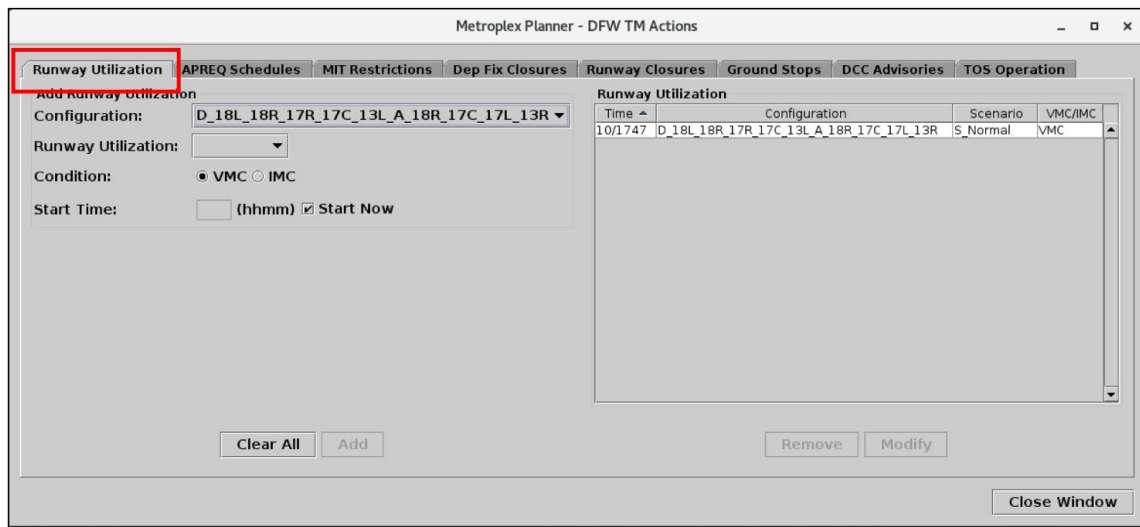 Metroplex Planner - DFW TM Actions
Runway Utilization APREQ Schedules MIT Restrictions Dep Fix Closures Runway Closures Ground Stops DCC Advisories TOS Operation
Add Runway Utilization
Configuration: D_18L_18R_17R_17C_13L_A_18R_17C_17L_13R
Runway Utilization:
Condition: VMC IMC
Start Time: (hhmm) Start Now
Clear All Add
Runway Utilization
Time Configuration Scenario VMC/IMC
10/1747 D_18L_18R_17R_17C_13L_A_18R_17C_17L_13R S_Normal VMC
Remove Modify
Close Window